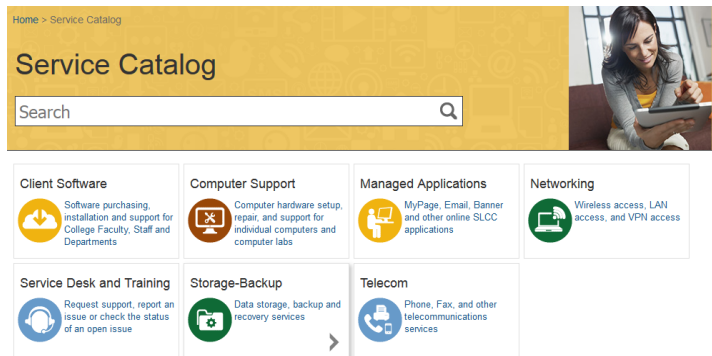 Home > Service Catalog
Service Catalog
Search
Client Software
Software purchasing,
installation and support for
College Faculty, Staff and
Departments
Computer Support
Computer hardware setup,
repair, and support for
individual computers and
computer labs
Managed Applications
MyPage, Email, Banner
and other online SLCC
applications
Networking
Wireless access, LAN
access, and VPN access
Service Desk and Training
Request support, report an
issue or check the status
of an open issue
Storage-Backup
Data storage, backup and
recovery services
Telecom
Phone, Fax, and other
telecommunications
services